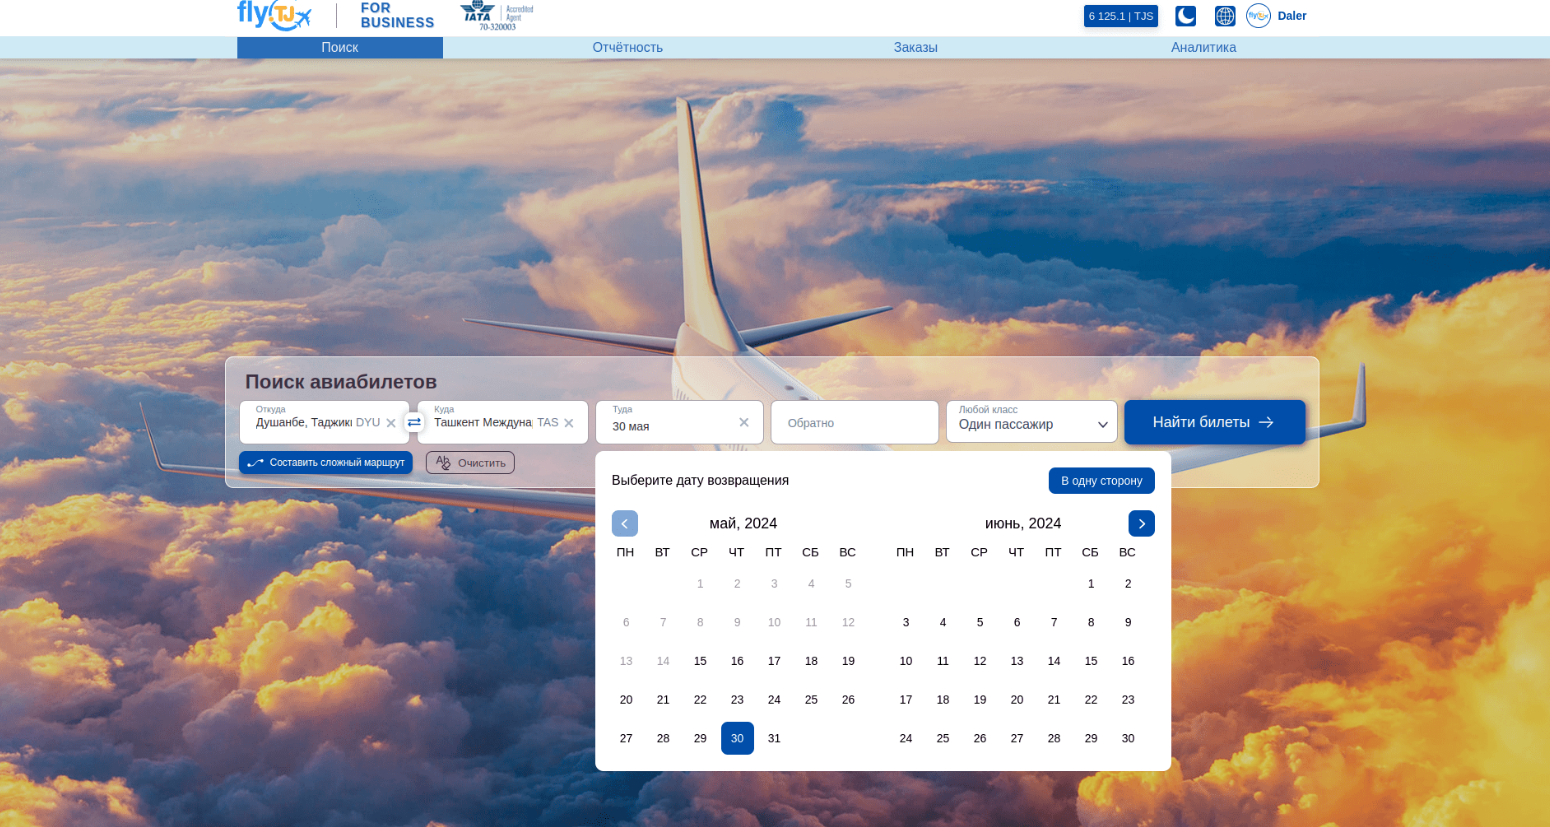 fly.TJ
FOR
BUSINESS
IATA
Accredited
Agent
70-320003
6 125.1 | TJS
Daler
Поиск
Отчётность
Заказы
Аналитика
Поиск авиабилетов
Откуда
Душанбе, Таджик DYU
Куда
Ташкент Междуна TAS
Туда
30 мая
Обратно
Любой класс
Один пассажир
Найти билеты
Составить сложный маршрут
Очистить
Выберите дату возвращения
В одну сторону
май, 2024
июнь, 2024
ПН ВТ СР ЧТ ПТ СБ ВС
ПН ВТ СР ЧТ ПТ СБ ВС
1 2 3 4 5
1 2
6 7 8 9 10 11 12
3 4 5 6 7 8 9
13 14 15 16 17 18 19
10 11 12 13 14 15 16
20 21 22 23 24 25 26
17 18 19 20 21 22 23
27 28 29 30 31
24 25 26 27 28 29 30